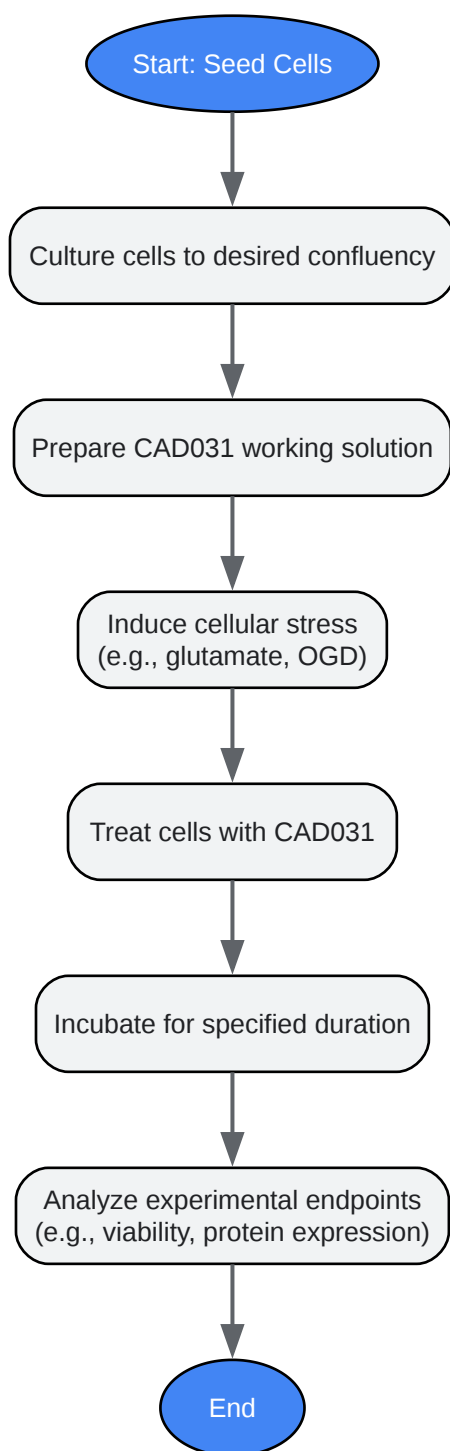 Start: Seed Cells
Culture cells to desired confluency
Prepare CAD031 working solution
Induce cellular stress
(e.g., glutamate, OGD)
Treat cells with CAD031
Incubate for specified duration
Analyze experimental endpoints
(e.g., viability, protein expression)
End